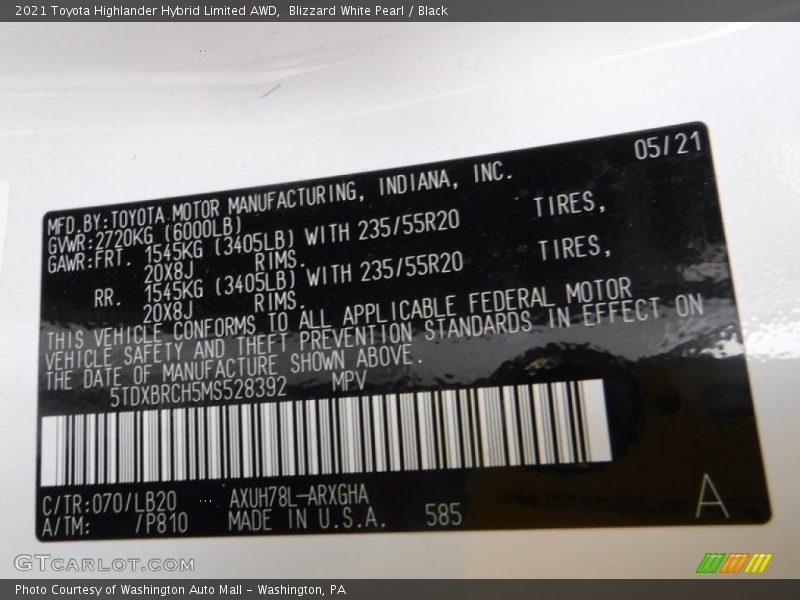 2021 Toyota Highlander Hybrid Limited AWD,  Blizzard White Pearl / Black
05/21
MFD.BY:TOYOTA MOTOR MANUFACTURING, INDIANA, INC.
GVWR:2720KG (6000LB)
GAWR:FRT. 1545KG (3405LB) WITH 235/55R20 TIRES,
20X8J RIMS.
RR. 1545KG (3405LB) WITH 235/55R20 TIRES,
20X8J RIMS.
THIS VEHICLE CONFORMS TO ALL APPLICABLE FEDERAL MOTOR
VEHICLE SAFETY AND THEFT PREVENTION STANDARDS IN EFFECT ON
THE DATE OF MANUFACTURE SHOWN ABOVE.
5TDXBRCH5MS528392 MPV
C/TR:070/LB20 AXUH78L-ARXGHA
A/TM: /P810 MADE IN U.S.A. 585
A
GTCARLOT.COM
Photo Courtesy of Washington Auto Mall - Washington, PA